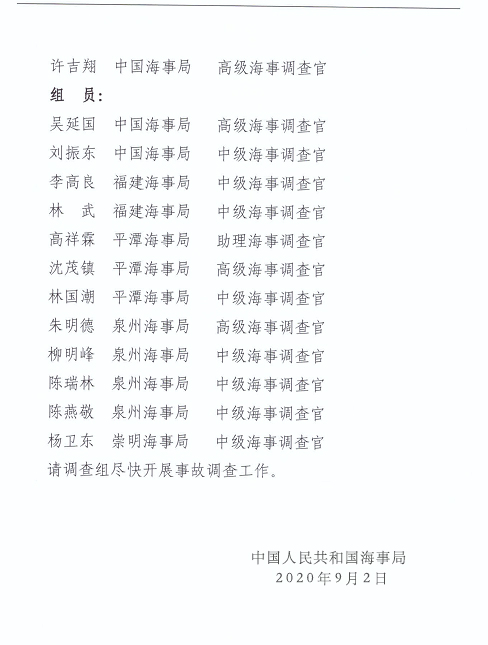 许吉翔 中国海事局 高级海事调查官
组 员：
吴延国 中国海事局 高级海事调查官
刘振东 中国海事局 中级海事调查官
李高良 福建海事局 中级海事调查官
林 武 福建海事局 中级海事调查官
高祥霖 平潭海事局 助理海事调查官
沈茂镇 平潭海事局 高级海事调查官
林国潮 平潭海事局 中级海事调查官
朱明德 泉州海事局 高级海事调查官
柳明峰 泉州海事局 中级海事调查官
陈瑞林 泉州海事局 中级海事调查官
陈燕敬 泉州海事局 中级海事调查官
杨卫东 崇明海事局 中级海事调查官
请调查组尽快开展事故调查工作。
中国人民共和国海事局
2020年9月2日